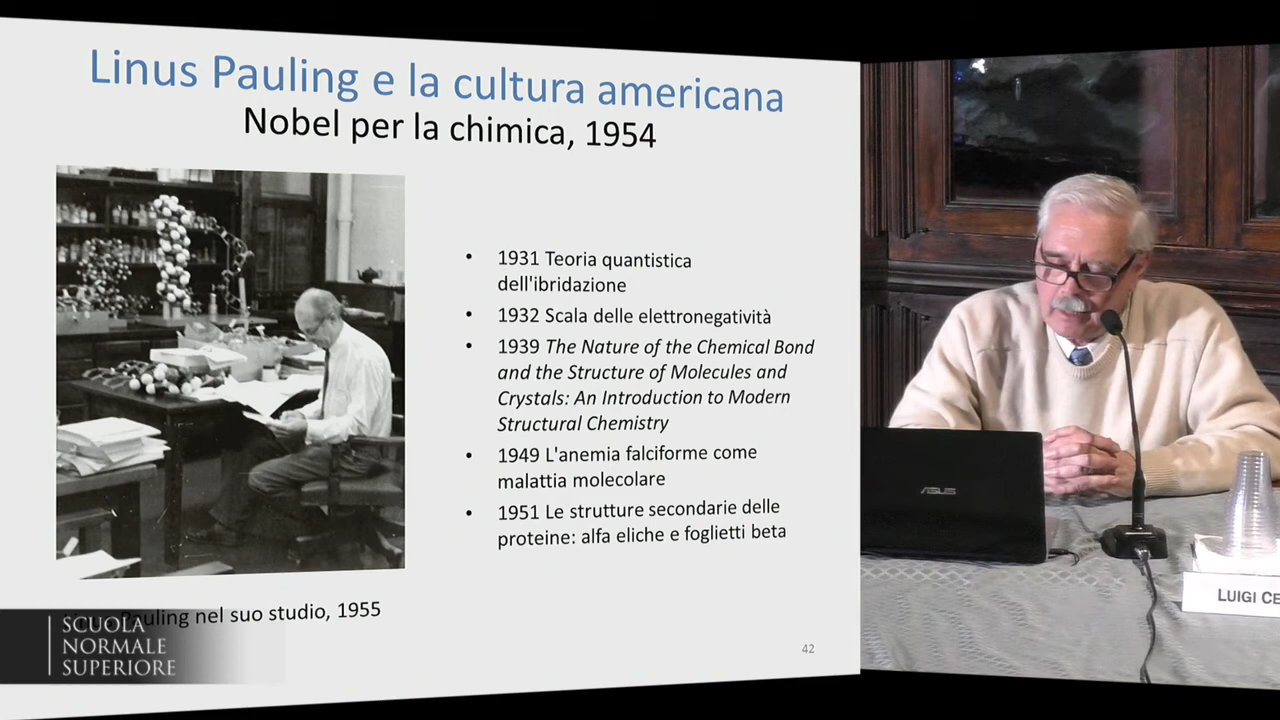 Linus Pauling e la cultura americana
Nobel per la chimica, 1954
• 1931 Teoria quantistica
dell'ibridazione
• 1932 Scala delle elettronegatività
• 1939 The Nature of the Chemical Bond
and the Structure of Molecules and
Crystals: An Introduction to Modern
Structural Chemistry
• 1949 L'anemia falciforme come
malattia molecolare
• 1951 Le strutture secondarie delle
proteine: alfa eliche e foglietti beta
Linus Pauling nel suo studio, 1955
42
SCUOLA
NORMALE
SUPERIORE
ASUS
LUIGI CE